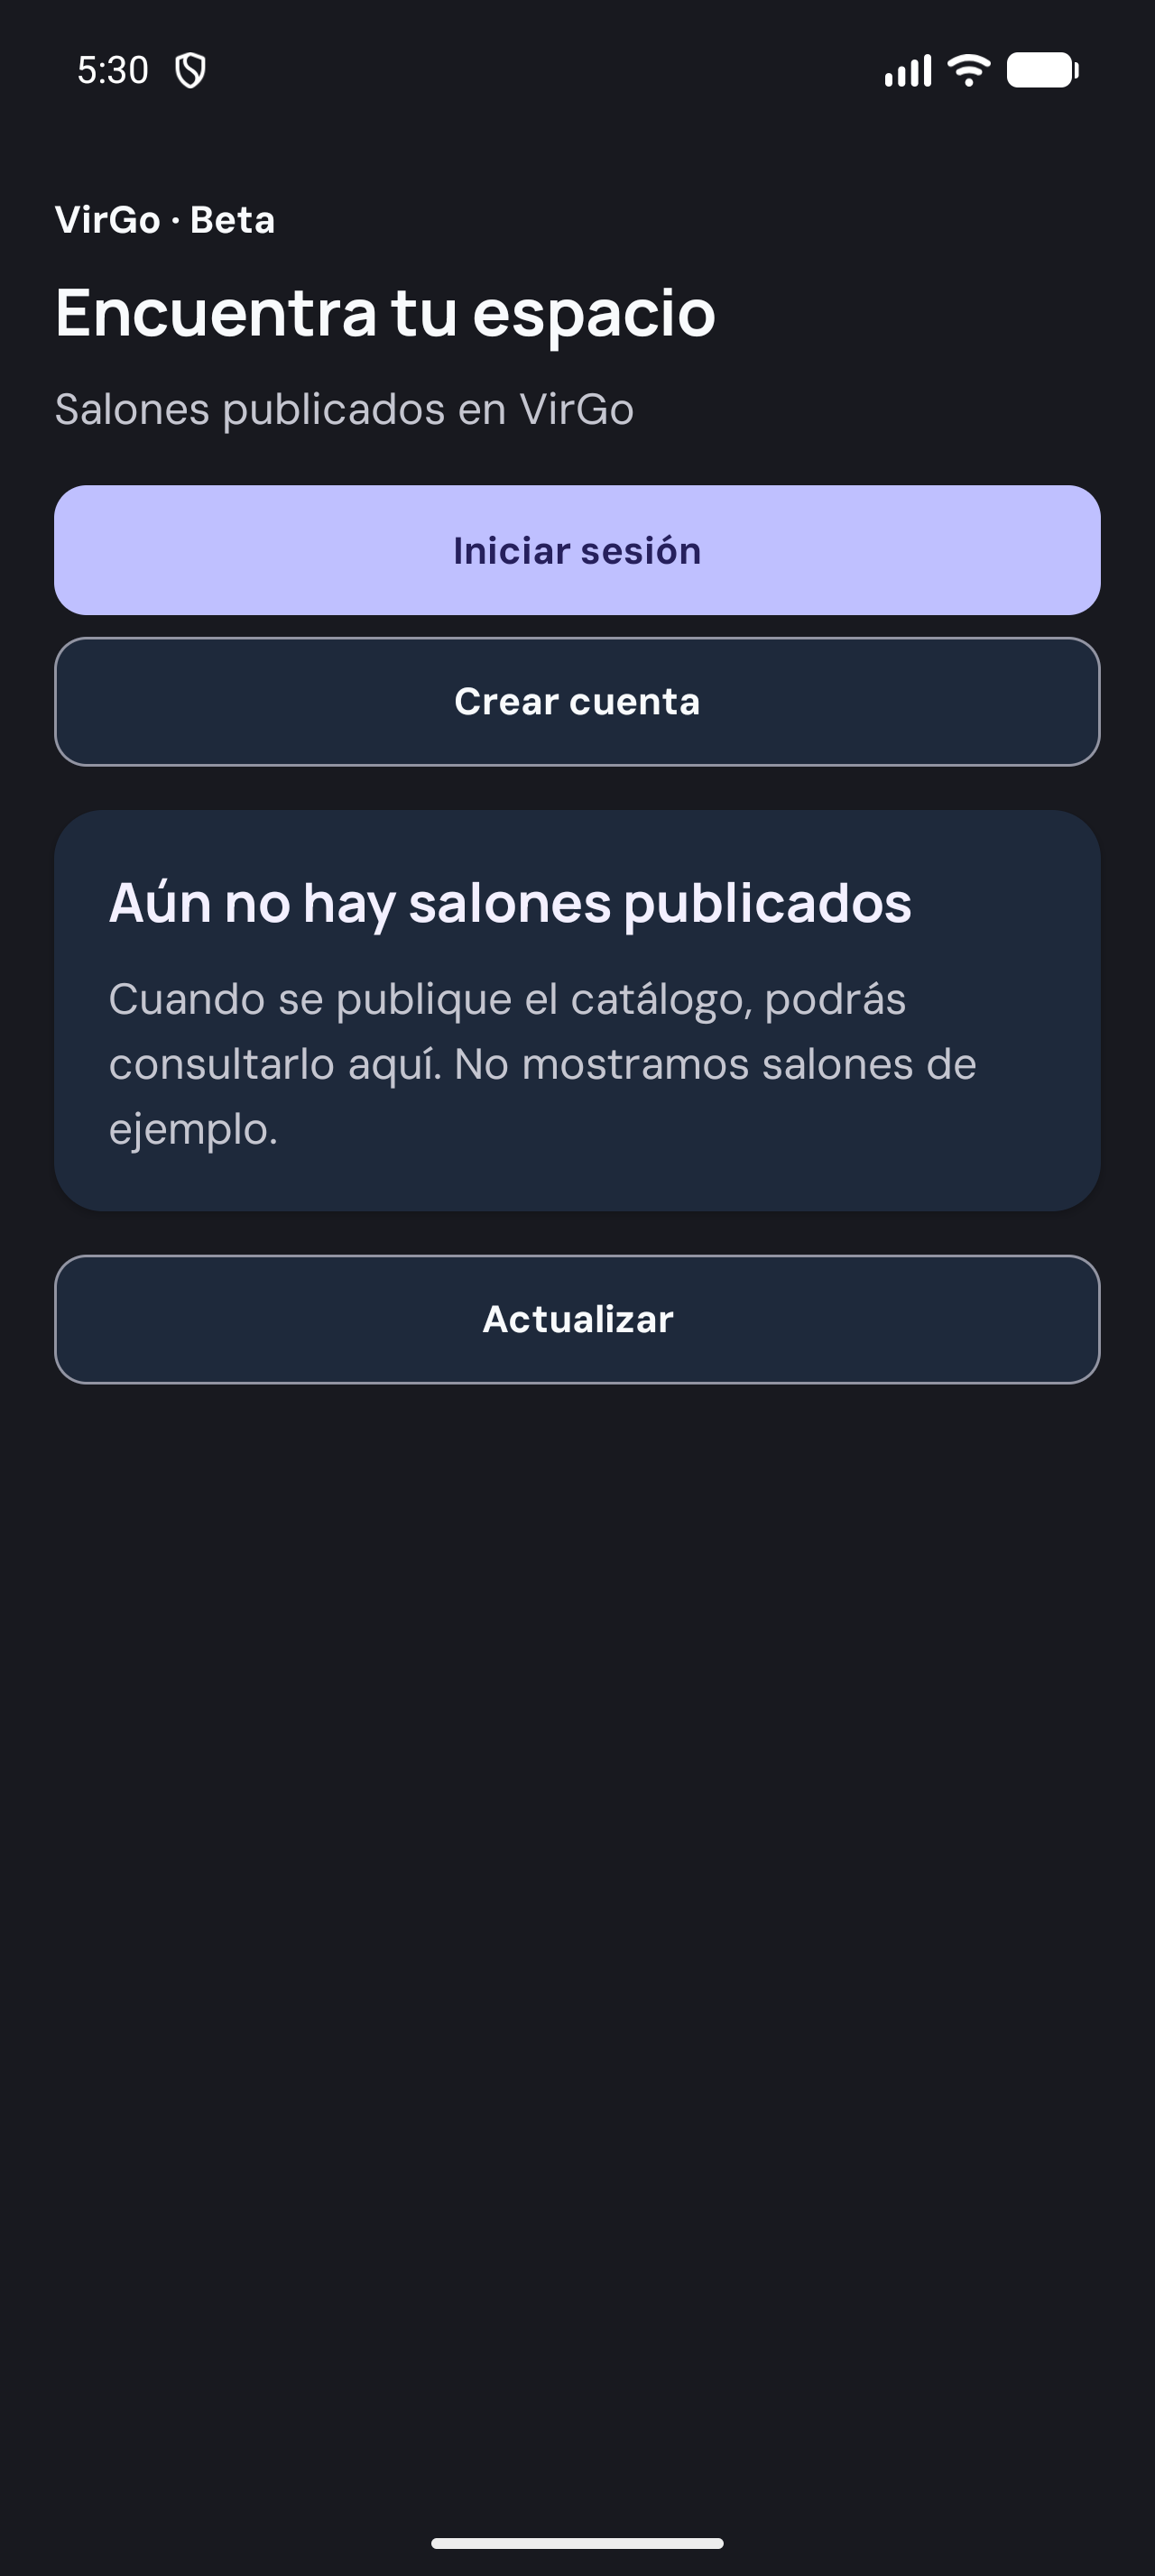 5:30
VirGo · Beta
Encuentra tu espacio
Salones publicados en VirGo
Iniciar sesión
Crear cuenta
Aún no hay salones publicados
Cuando se publique el catálogo, podrás
consultarlo aquí. No mostramos salones de
ejemplo.
Actualizar